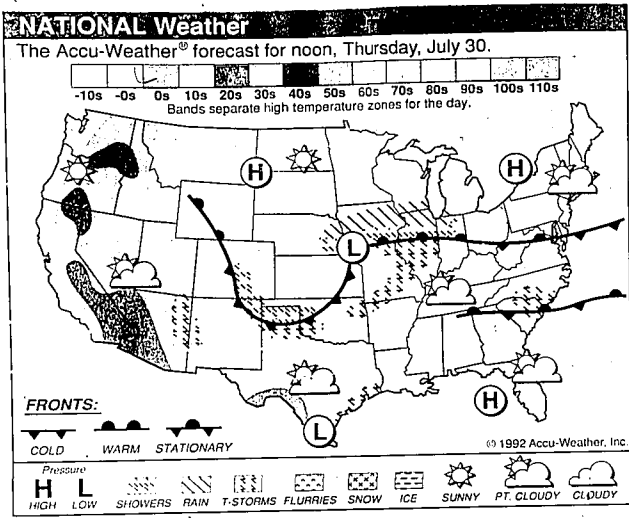 NATIONAL Weather
The Accu-Weather® forecast for noon, Thursday, July 30.
-10s -0s 0s 10s 20s 30s 40s 50s 60s 70s 80s 90s 100s 110s
Bands separate high temperature zones for the day.
H
H
L
H
L
FRONTS:
COLD WARM STATIONARY
© 1992 Accu-Weather, Inc.
Pressure
H L
HIGH LOW SHOWERS RAIN T-STORMS FLURRIES SNOW ICE SUNNY PT. CLOUDY CLOUDY